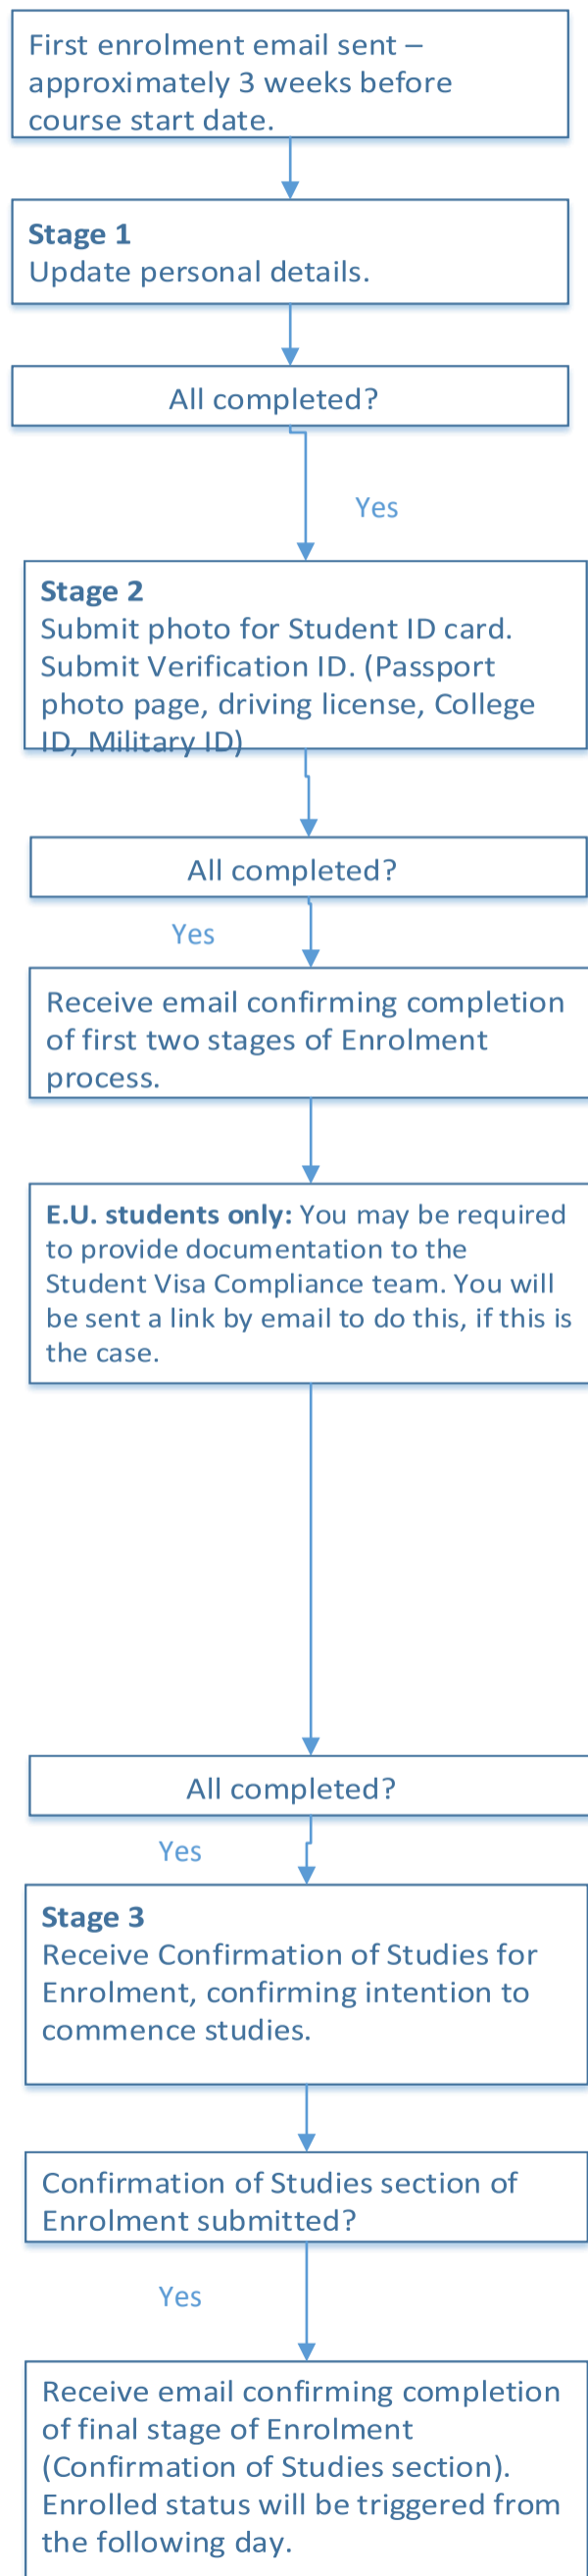 First enrolment email sent –
approximately 3 weeks before
course start date.
Stage 1
Update personal details.
All completed?
Yes
Stage 2
Submit photo for Student ID card.
Submit Verification ID. (Passport
photo page, driving license, College
ID, Military ID)
All completed?
Yes
Receive email confirming completion
of first two stages of Enrolment
process.
E.U. students only: You may be required
to provide documentation to the
Student Visa Compliance team. You will
be sent a link by email to do this, if this is
the case.
All completed?
Yes
Stage 3
Receive Confirmation of Studies for
Enrolment, confirming intention to
commence studies.
Confirmation of Studies section of
Enrolment submitted?
Yes
Receive email confirming completion
of final stage of Enrolment
(Confirmation of Studies section).
Enrolled status will be triggered from
the following day.